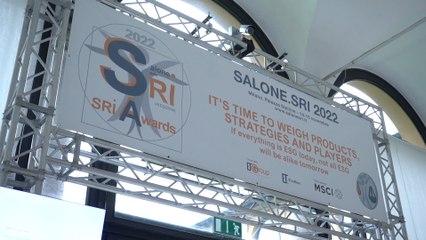 2022
Salone
SRI
SRI Awards
SALONE.SRI 2022
IT'S TIME TO WEIGH PRODUCTS,
STRATEGIES AND PLAYERS
If everything is ESG today, not all ESG
will be alike tomorrow
MSCI